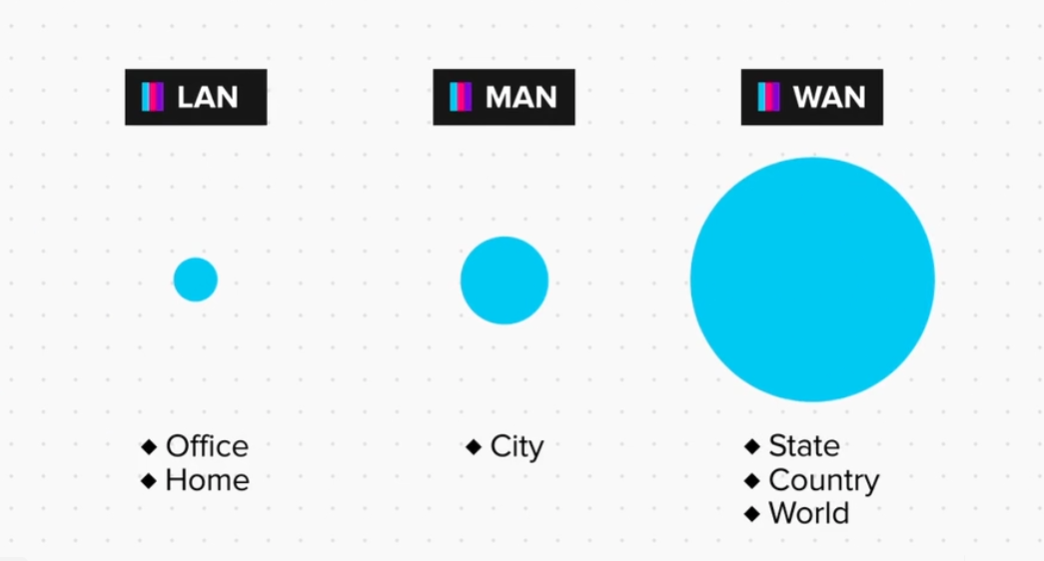 LAN
MAN
WAN
◆ Office
◆ Home
◆ City
◆ State
◆ Country
◆ World